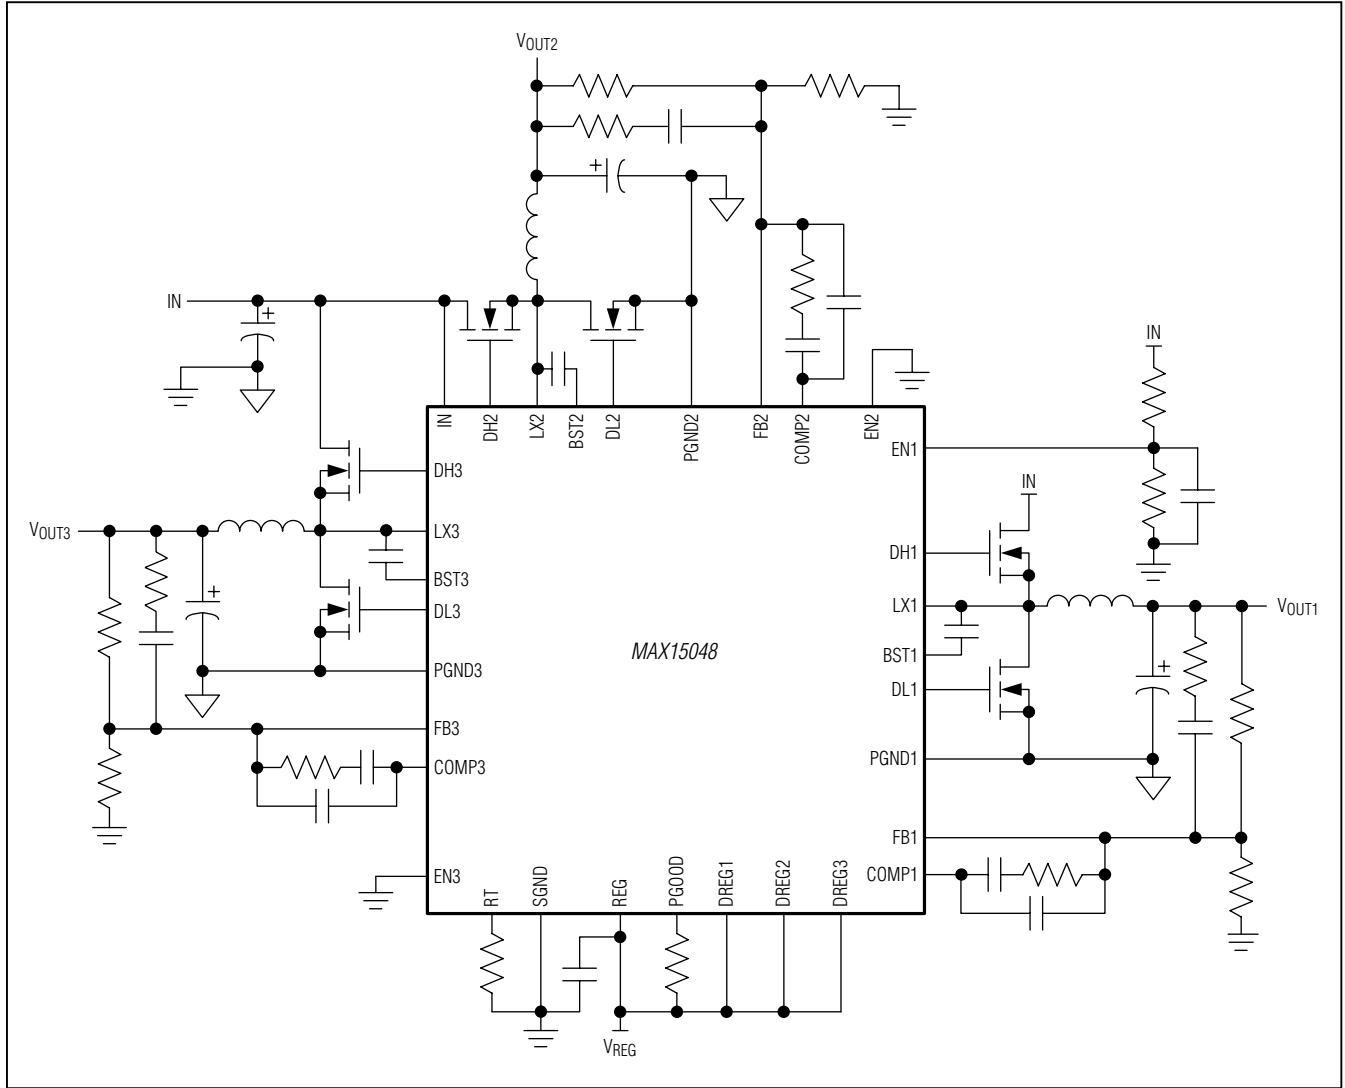 VOUT2
+
IN
+
IN
IN
DH2
LX2
BST2
DL2
PGND2
FB2
COMP2
EN2
EN1
DH3
IN
VOUT3
LX3
DH1
BST3
+
DL3
LX1
VOUT1
MAX15048
BST1
PGND3
+
DL1
FB3
PGND1
COMP3
FB1
EN3
COMP1
RT
SGND
REG
PGOOD
DREG1
DREG2
DREG3
VREG